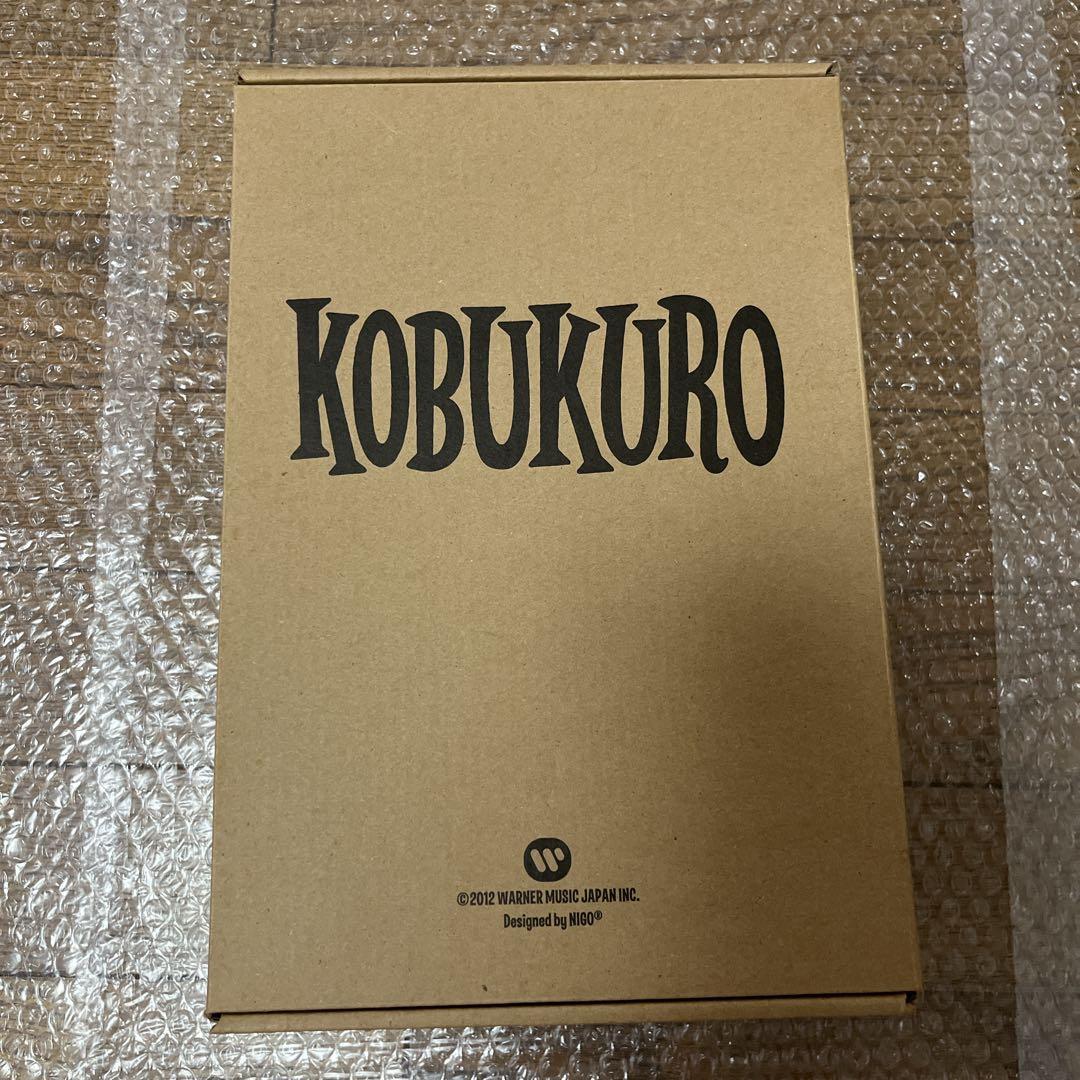 KOBUKURO
©2012 WARNER MUSIC JAPAN INC.
Designed by NIGO®